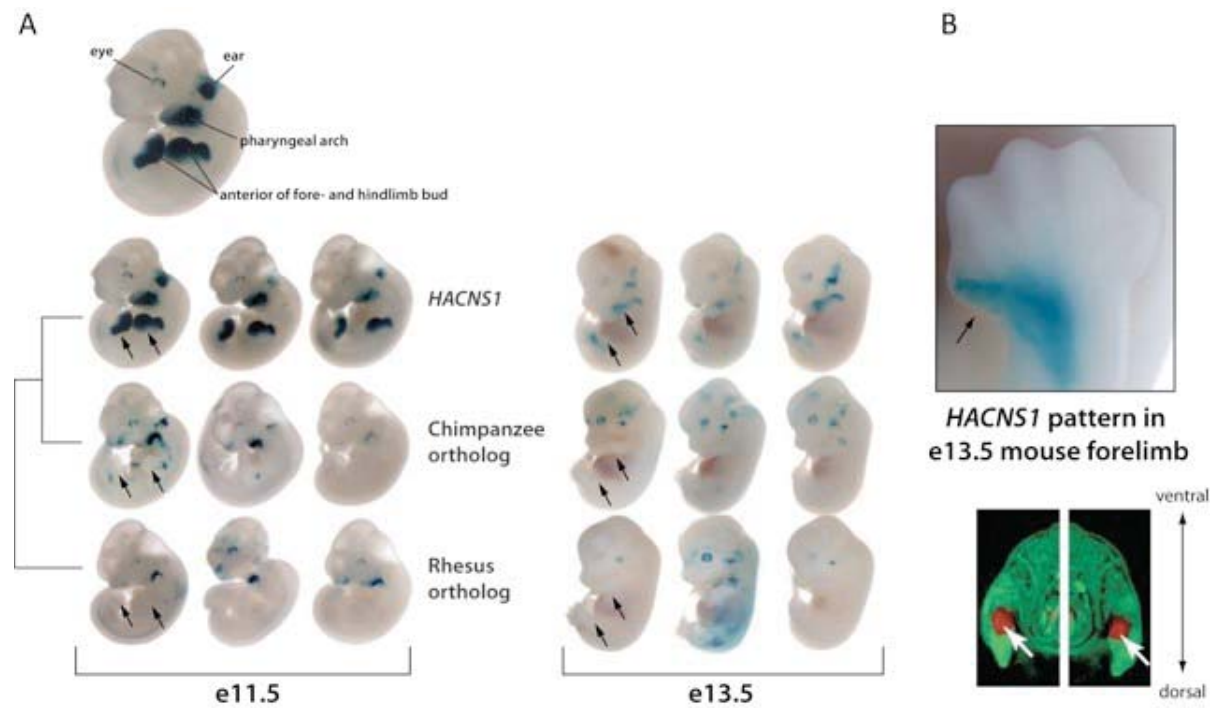 A
B
eye
ear
pharyngeal arch
anterior of fore- and hindlimb bud
HACNS1
Chimpanzee
ortholog
Rhesus
ortholog
e11.5
e13.5
HACNS1 pattern in
e13.5 mouse forelimb
ventral
dorsal